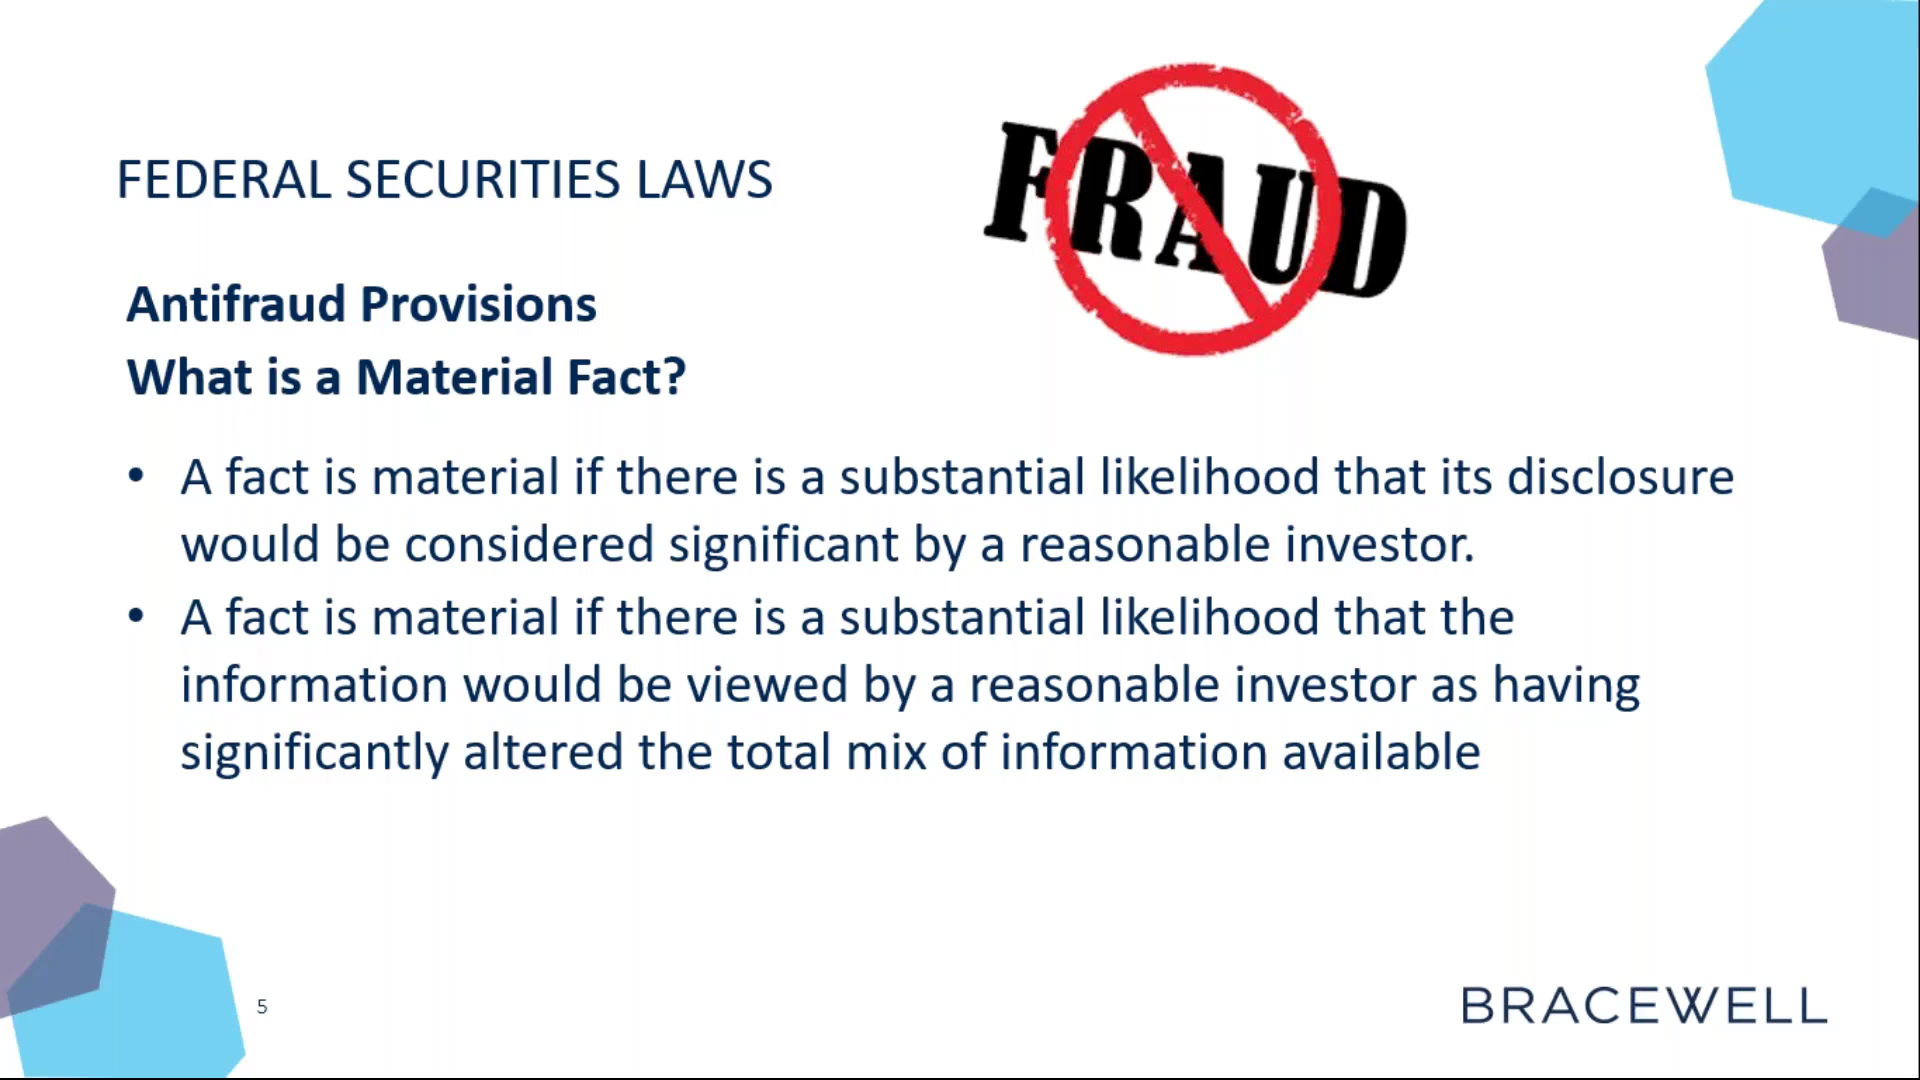 FRAUD
FEDERAL SECURITIES LAWS
Antifraud Provisions
What is a Material Fact?
• A fact is material if there is a substantial likelihood that its disclosure
would be considered significant by a reasonable investor.
• A fact is material if there is a substantial likelihood that the
information would be viewed by a reasonable investor as having
significantly altered the total mix of information available
5
BRACEWELL